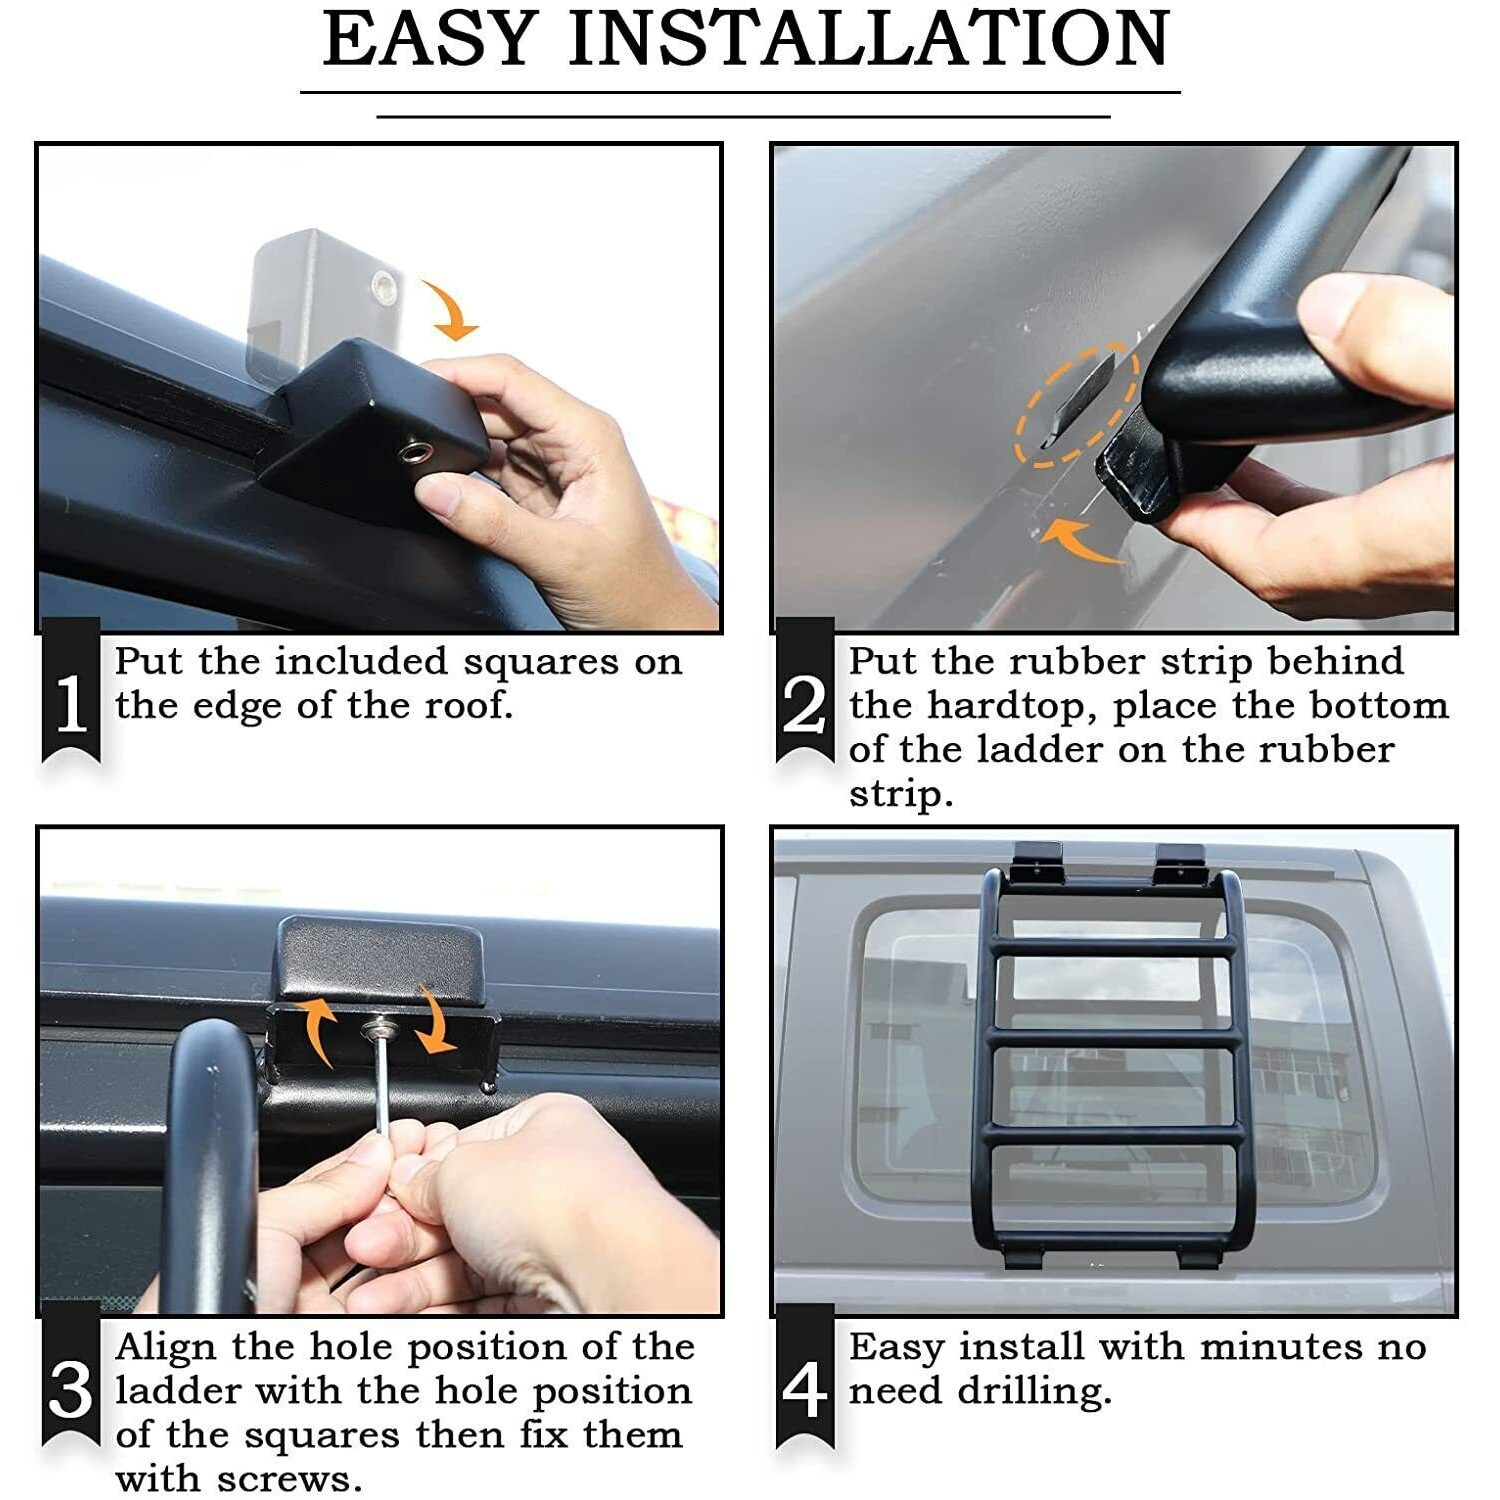 EASY INSTALLATION
1
Put the included squares on
the edge of the roof.
2
Put the rubber strip behind
the hardtop, place the bottom
of the ladder on the rubber
strip.
3
Align the hole position of the
ladder with the hole position
of the squares then fix them
with screws.
4
Easy install with minutes no
need drilling.